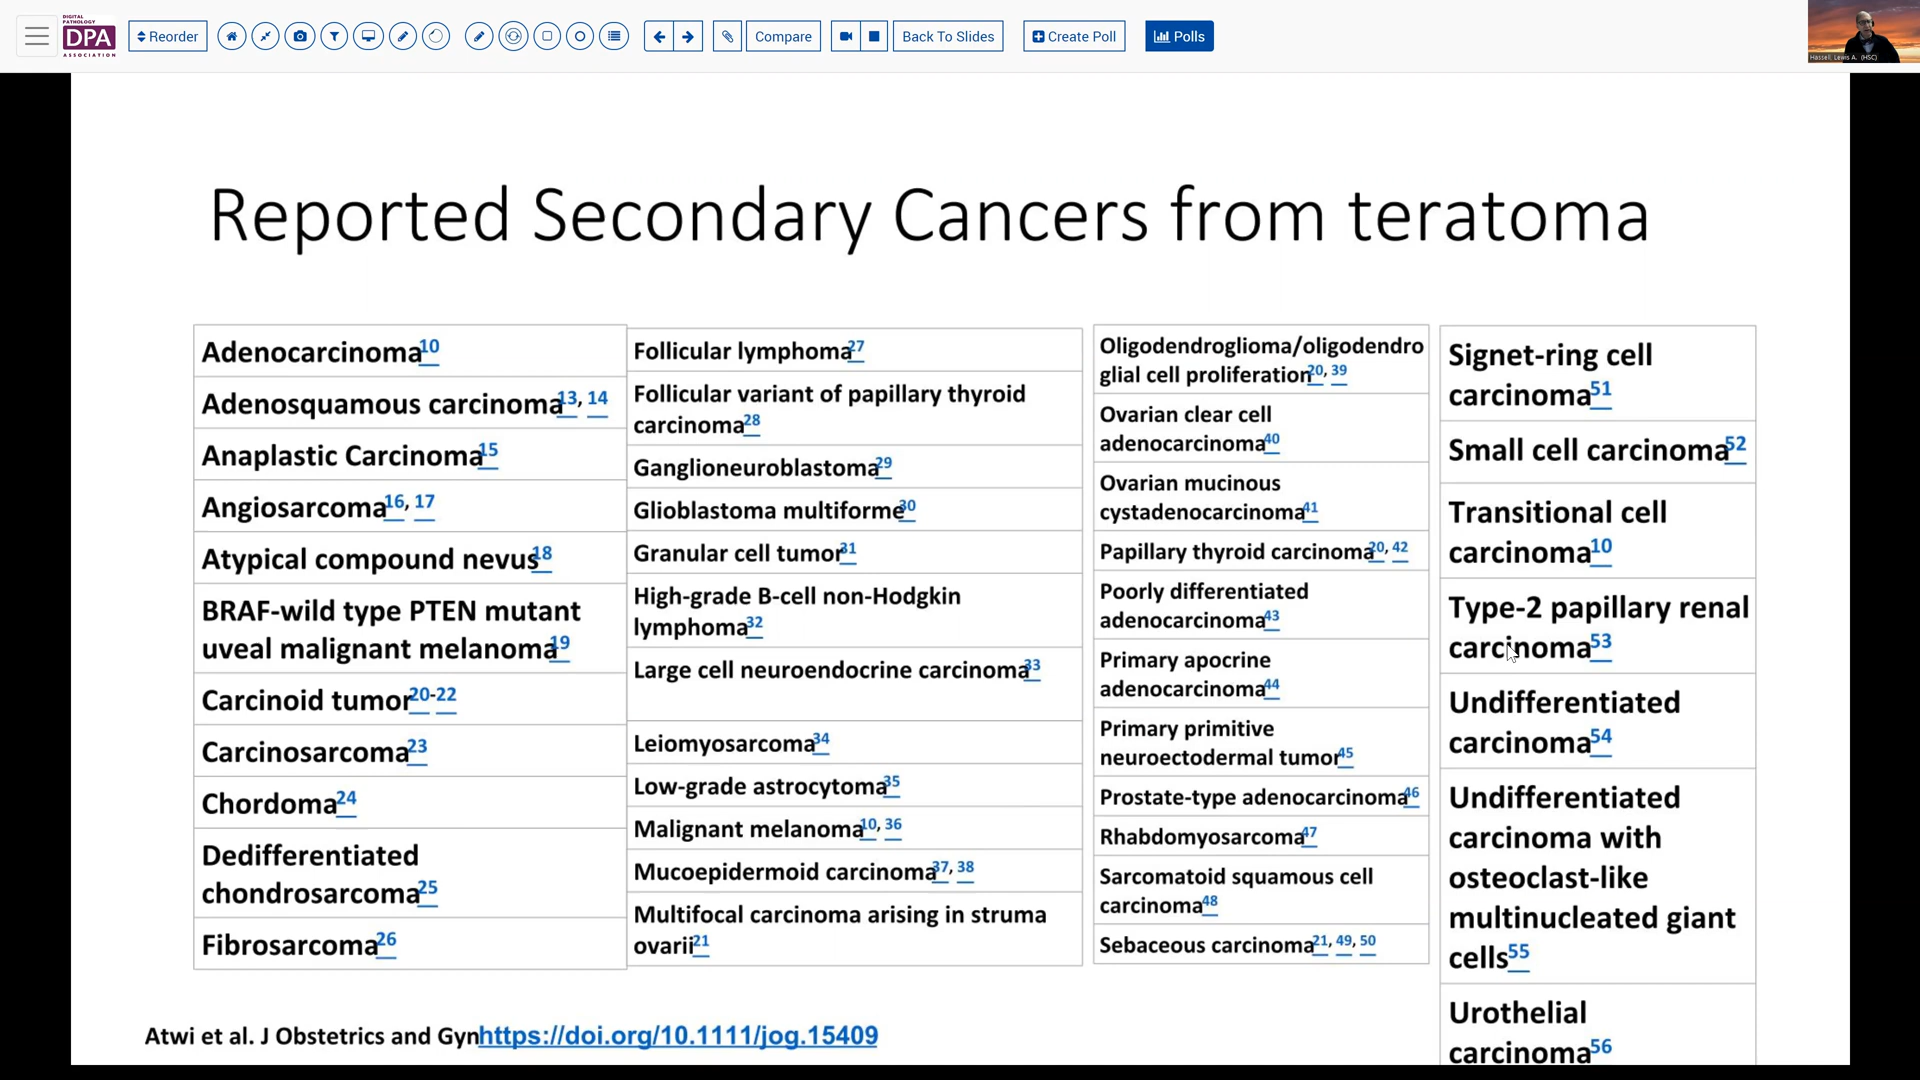 DIGITAL
PATHOLOGY
DPA
ASSOCIATION
Reorder
Compare
Back To Slides
Create Poll
Polls
Hassell, Lewis A. (HSC)
Reported Secondary Cancers from teratoma
Adenocarcinoma10
Adenosquamous carcinoma13, 14
Anaplastic Carcinoma15
Angiosarcoma16, 17
Atypical compound nevus18
BRAF-wild type PTEN mutant
uveal malignant melanoma19
Carcinoid tumor20-22
Carcinosarcoma23
Chordoma24
Dedifferentiated
chondrosarcoma25
Fibrosarcoma26
Follicular lymphoma27
Follicular variant of papillary thyroid
carcinoma28
Ganglioneuroblastoma29
Glioblastoma multiforme30
Granular cell tumor31
High-grade B-cell non-Hodgkin
lymphoma32
Large cell neuroendocrine carcinoma33
Leiomyosarcoma34
Low-grade astrocytoma35
Malignant melanoma10, 36
Mucoepidermoid carcinoma37, 38
Multifocal carcinoma arising in struma
ovarii21
Oligodendroglioma/oligodendro
glial cell proliferation20, 39
Ovarian clear cell
adenocarcinoma40
Ovarian mucinous
cystadenocarcinoma41
Papillary thyroid carcinoma20, 42
Poorly differentiated
adenocarcinoma43
Primary apocrine
adenocarcinoma44
Primary primitive
neuroectodermal tumor45
Prostate-type adenocarcinoma46
Rhabdomyosarcoma47
Sarcomatoid squamous cell
carcinoma48
Sebaceous carcinoma21, 49, 50
Signet-ring cell
carcinoma51
Small cell carcinoma52
Transitional cell
carcinoma10
Type-2 papillary renal
carcinoma53
Undifferentiated
carcinoma54
Undifferentiated
carcinoma with
osteoclast-like
multinucleated giant
cells55
Urothelial
carcinoma56
Atwi et al. J Obstetrics and Gynhttps://doi.org/10.1111/jog.15409